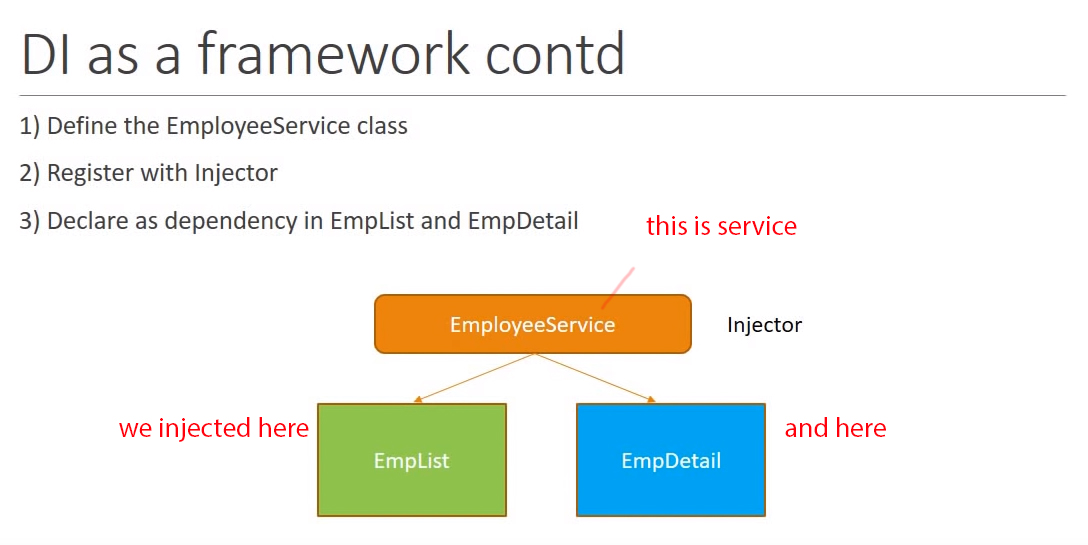 DI as a framework contd
1) Define the EmployeeService class
2) Register with Injector
3) Declare as dependency in EmpList and EmpDetail
this is service
EmployeeService
Injector
we injected here
and here
EmpList
EmpDetail